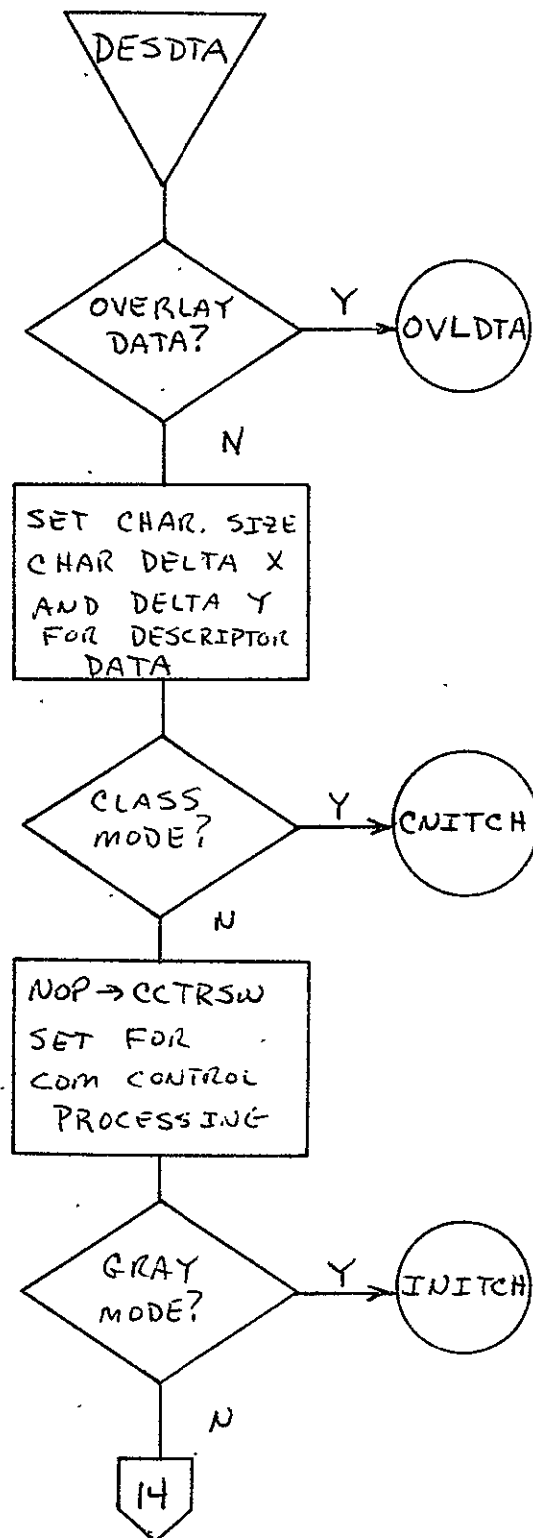 DESDTA
OVERLAY
DATA?
Y
OVLDTA
N
SET CHAR. SIZE
CHAR DELTA X
AND DELTA Y
FOR DESCRIPTOR
DATA
CLASS
MODE?
Y
CNITCH
N
NOP → CCTRSW
SET FOR
COM CONTROL
PROCESSING
GRAY
MODE?
Y
INITCH
N
14